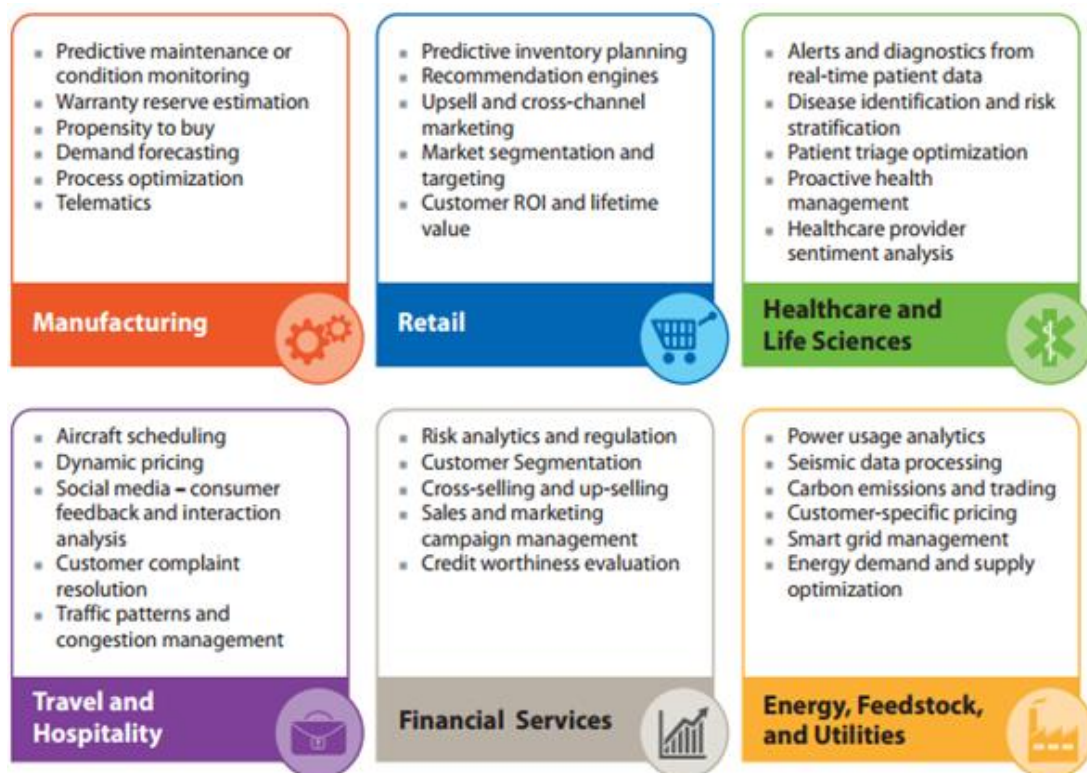 Predictive maintenance or
condition monitoring
Warranty reserve estimation
Propensity to buy
Demand forecasting
Process optimization
Telematics
Manufacturing
Predictive inventory planning
Recommendation engines
Upsell and cross-channel
marketing
Market segmentation and
targeting
Customer ROI and lifetime
value
Retail
Alerts and diagnostics from
real-time patient data
Disease identification and risk
stratification
Patient triage optimization
Proactive health
management
Healthcare provider
sentiment analysis
Healthcare and
Life Sciences
Aircraft scheduling
Dynamic pricing
Social media – consumer
feedback and interaction
analysis
Customer complaint
resolution
Traffic patterns and
congestion management
Travel and
Hospitality
Risk analytics and regulation
Customer Segmentation
Cross-selling and up-selling
Sales and marketing
campaign management
Credit worthiness evaluation
Financial Services
Power usage analytics
Seismic data processing
Carbon emissions and trading
Customer-specific pricing
Smart grid management
Energy demand and supply
optimization
Energy, Feedstock,
and Utilities